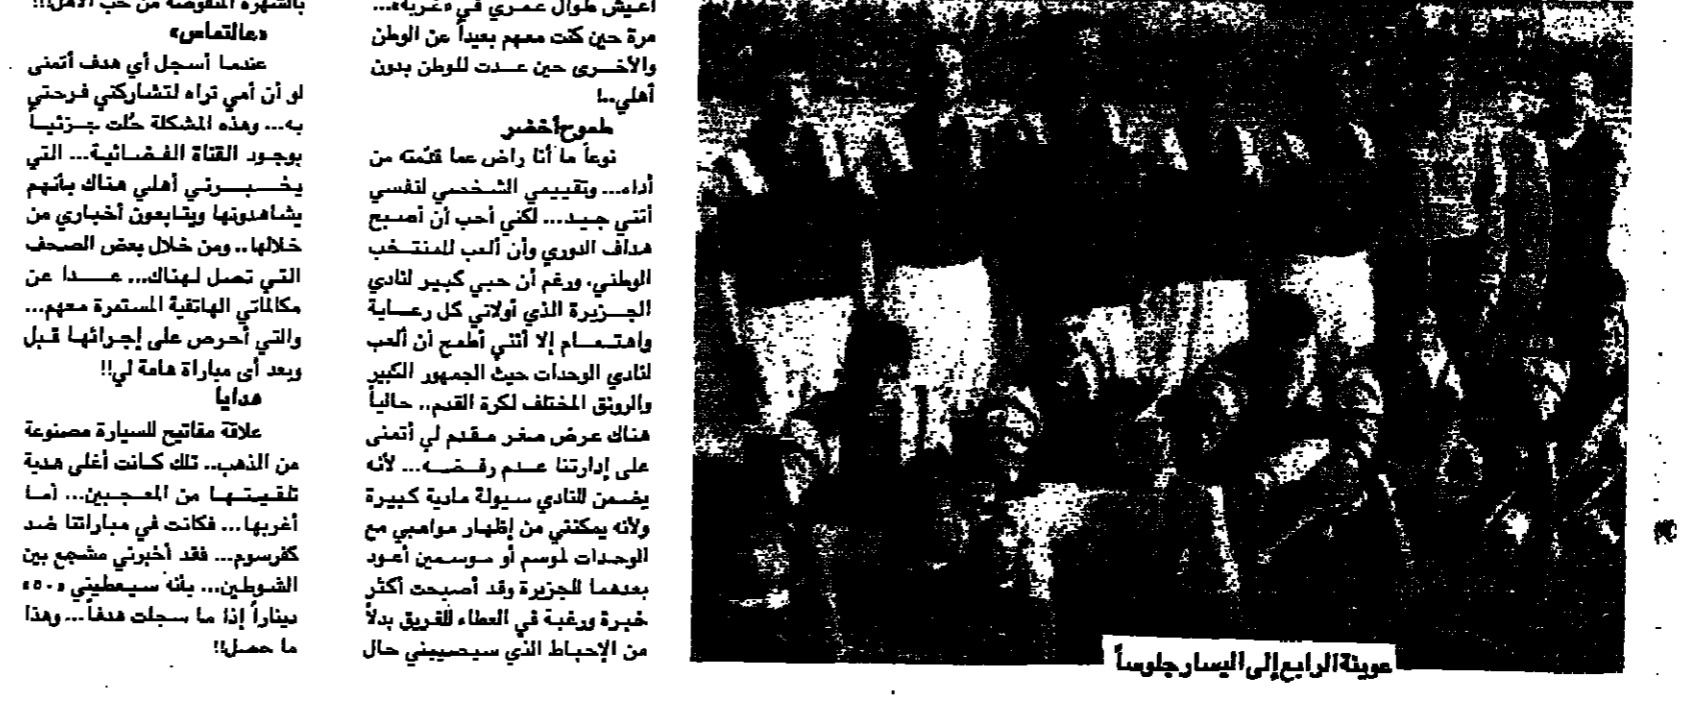 أعيش طوال عمري في «غربة»...
مرة حين كنت معهم بعيداً عن الوطن
والأخرى حين عدت للوطن بدون
أهلي..!
طموح أخضر
نوعاً ما أنا راض عما قدّمته من
أداء... وتقييمي الشخصي لنفسي
أنني جيد... لكني أحب أن أصبح
هداف الدوري وأن ألعب للمنتخب
الوطني. ورغم أن حبي كبير لنادي
الجزيرة الذي أولاني كل رعاية
واهتمام إلا أنني أطمح أن ألعب
لنادي الوحدات حيث الجمهور الكبير
والرونق المختلف لكرة القدم.. حالياً
هناك عرض مغر مقدم لي أتمنى
على إدارتنا عدم رفضه... لأنه
يضمن للنادي سيولة مادية كبيرة
ولأنه يمكنني من إظهار مواهبي مع
الوحدات لموسم أو موسمين أعود
بعدهما للجزيرة وقد أصبحت أكثر
خبرة ورغبة في العطاء للفريق بدلاً
من الإحباط الذي سيصيبني حال
بالشهرة المنقوصة من حب الأهل!!
«عالتماس»
عندما أسجل أي هدف أتمنى
لو أن أمي تراه لتشاركني فرحتي
به... وهذه المشكلة حُلت جزئياً
بوجود القناة الفضائية... التي
يخبرني أهلي هناك بأنهم
يشاهدونها ويتابعون أخباري من
خلالها.. ومن خلال بعض الصحف
التي تصل لهناك... عدا عن
مكالماتي الهاتفية المستمرة معهم...
والتي أحرص على إجرائها قبل
وبعد أي مباراة هامة لي!!
هدايا
علاقة مفاتيح للسيارة مصنوعة
من الذهب.. تلك كانت أغلى هدية
تلقيتها من المعجبين... أما
أغربها... فكانت في مباراتنا ضد
كفرسوم... فقد أخبرني مشجع بين
الشوطين... بأنه سيعطيني «٥٠»
ديناراً إذا ما سجلت هدفاً... وهذا
ما حصل!!
عوينة الرابع إلى اليسار جلوساً